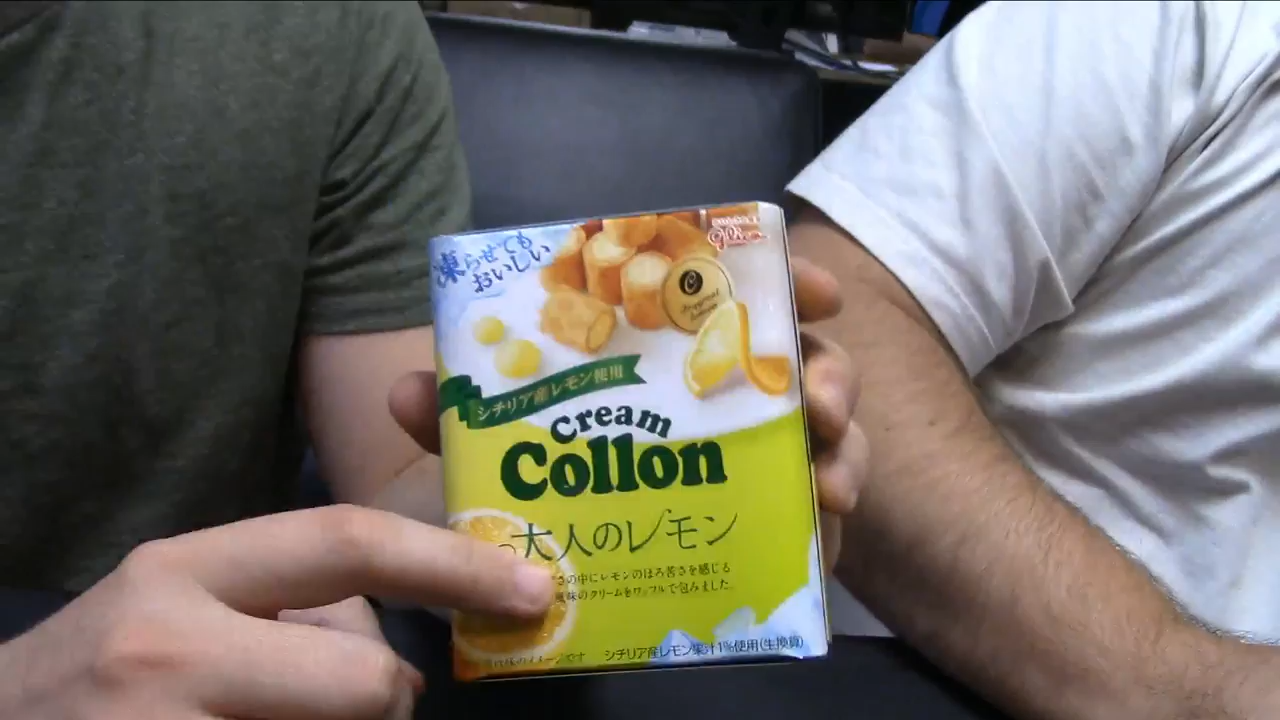 凍らせても
おいしい
glico
シチリア産レモン使用
Cream
Collon
大人のレモン
さの中にレモンのほろ苦さを感じる
風味のクリームをワッフルで包みました。
シチリア産レモン果汁1%使用(生換算)